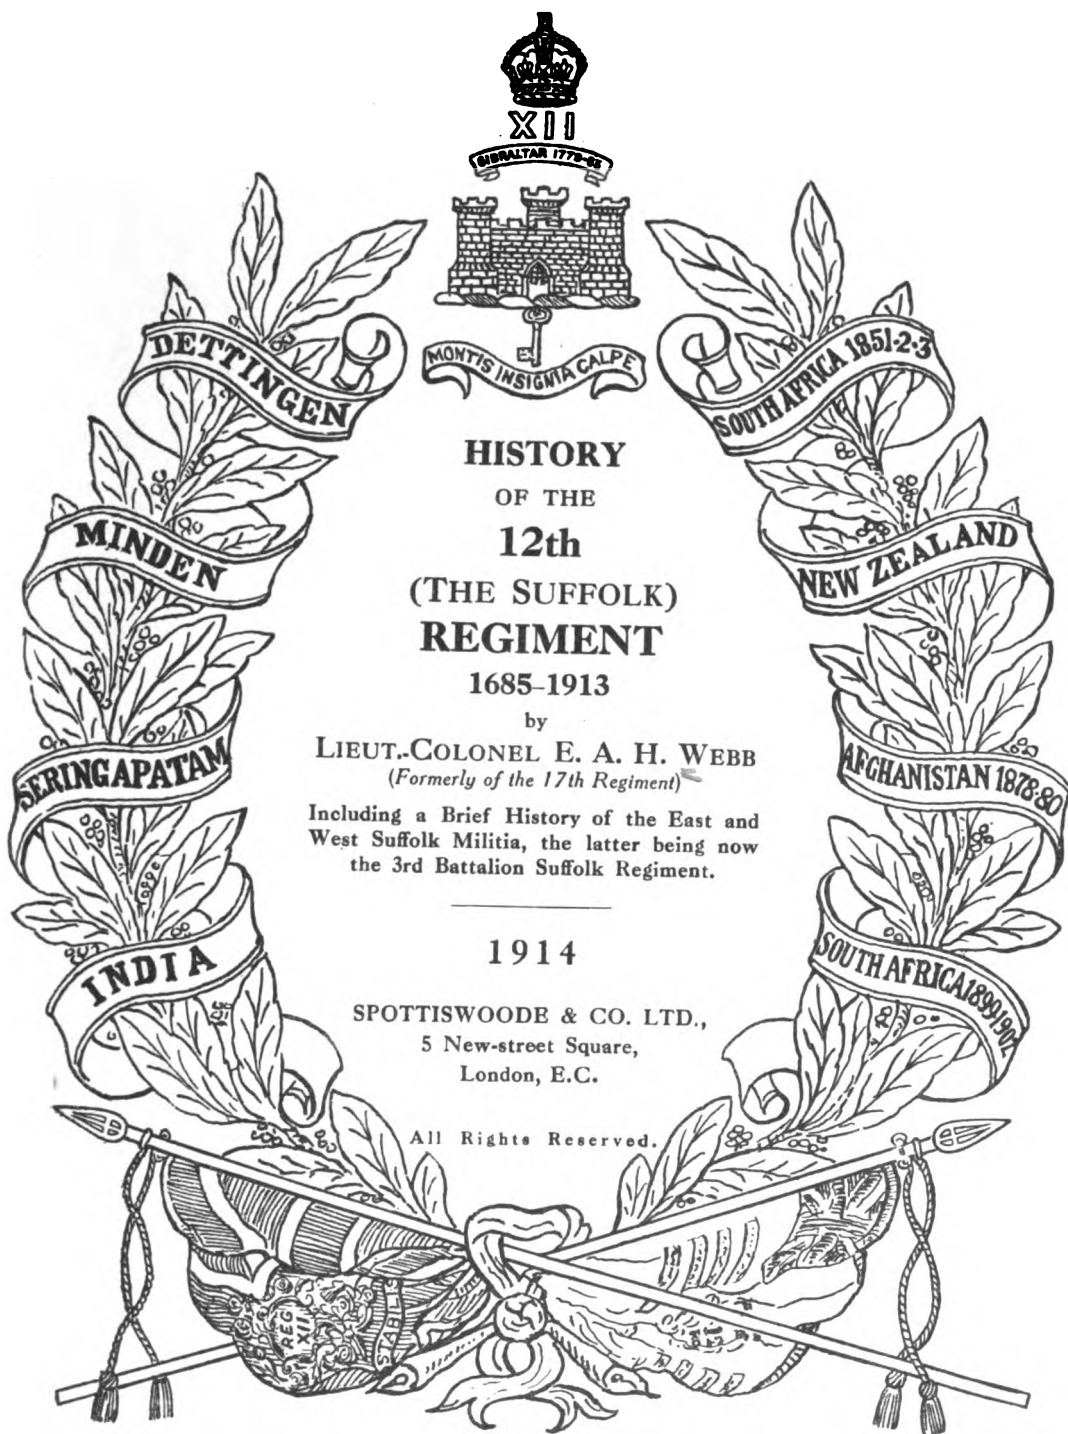 XII
GIBRALTAR 1779-83
MONTIS INSIGNIA CALPE
DETTINGEN
MINDEN
SERINGAPATAM
INDIA
SOUTH AFRICA 1851·2·3
NEW ZEALAND
AFGHANISTAN 1878·80
SOUTH AFRICA 1899·1902
HISTORY
OF THE
12th
(THE SUFFOLK)
REGIMENT
1685–1913
by
LIEUT.-COLONEL E. A. H. WEBB
(Formerly of the 17th Regiment)
Including a Brief History of the East and
West Suffolk Militia, the latter being now
the 3rd Battalion Suffolk Regiment.
1914
SPOTTISWOODE & CO. LTD.,
5 New-street Square,
London, E.C.
All Rights Reserved.
REG
XII
STABL